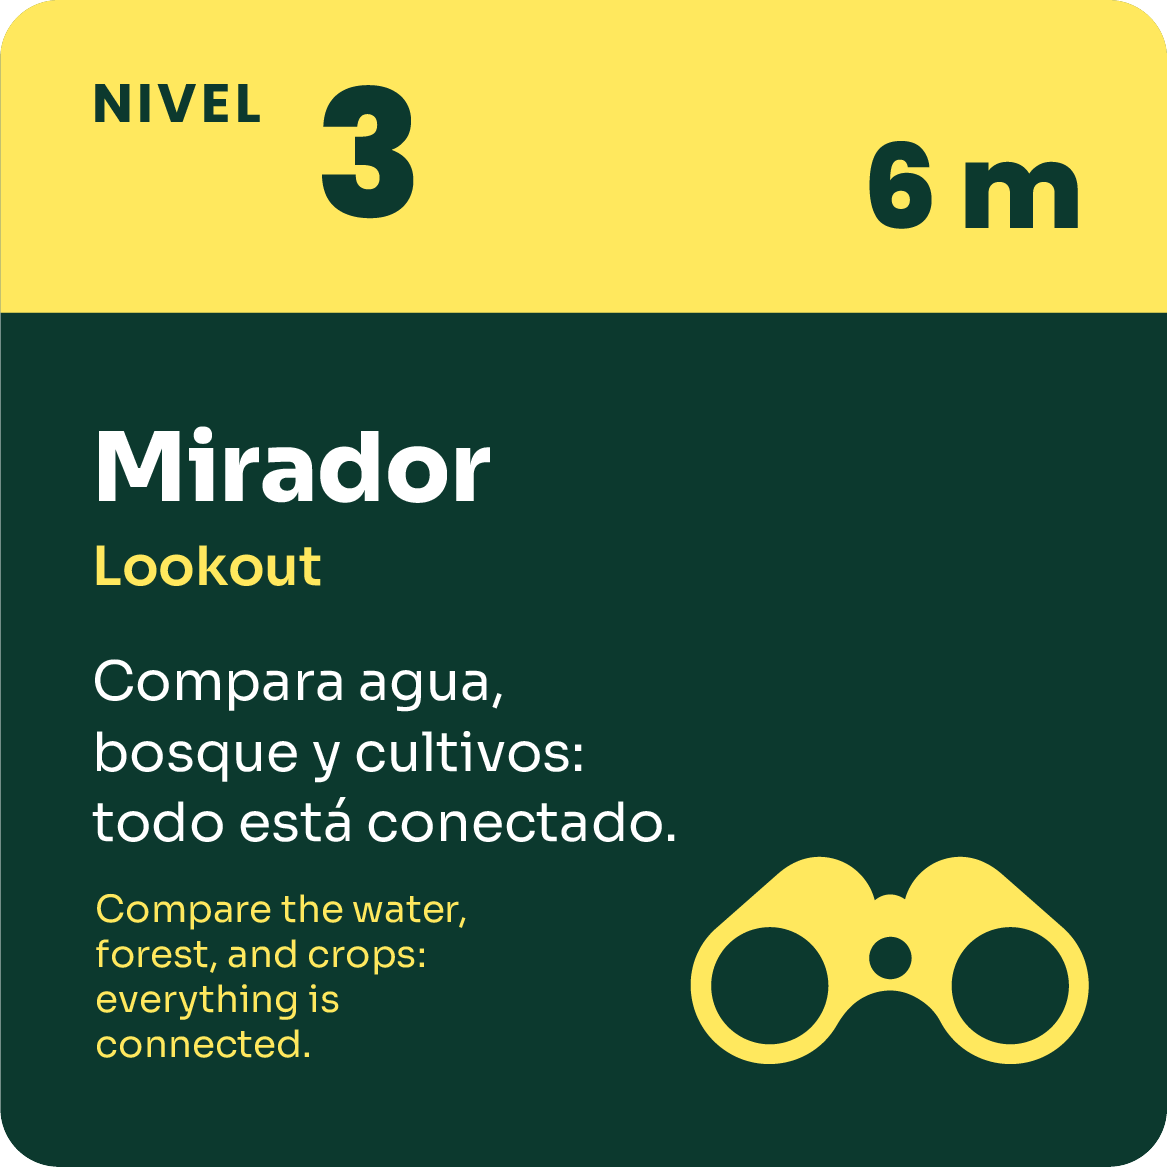 NIVEL 3
6 m
Mirador
Lookout
Compara agua,
bosque y cultivos:
todo está conectado.
Compare the water,
forest, and crops:
everything is
connected.